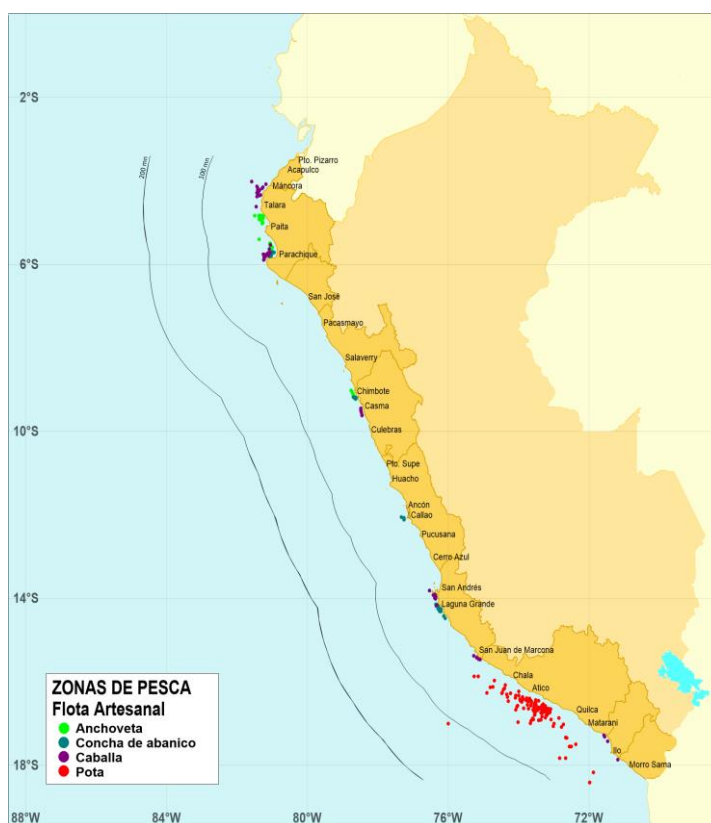 2°S
200 mn
100 mn
Pto. Pizarro
Acapulco
Máncora
Talara
Paita
6°S
Parachique
San José
Pacasmayo
Salaverry
Chimbote
Casma
10°S
Culebras
Pto. Supe
Huacho
Ancón
Callao
Pucusana
Cerro Azul
14°S
San Andrés
Laguna Grande
San Juan de Marcona
Chala
Atico
Quilca
Matarani
Ilo
Morro Sama
ZONAS DE PESCA
Flota Artesanal
Anchoveta
Concha de abanico
Caballa
Pota
18°S
88°W
84°W
80°W
76°W
72°W